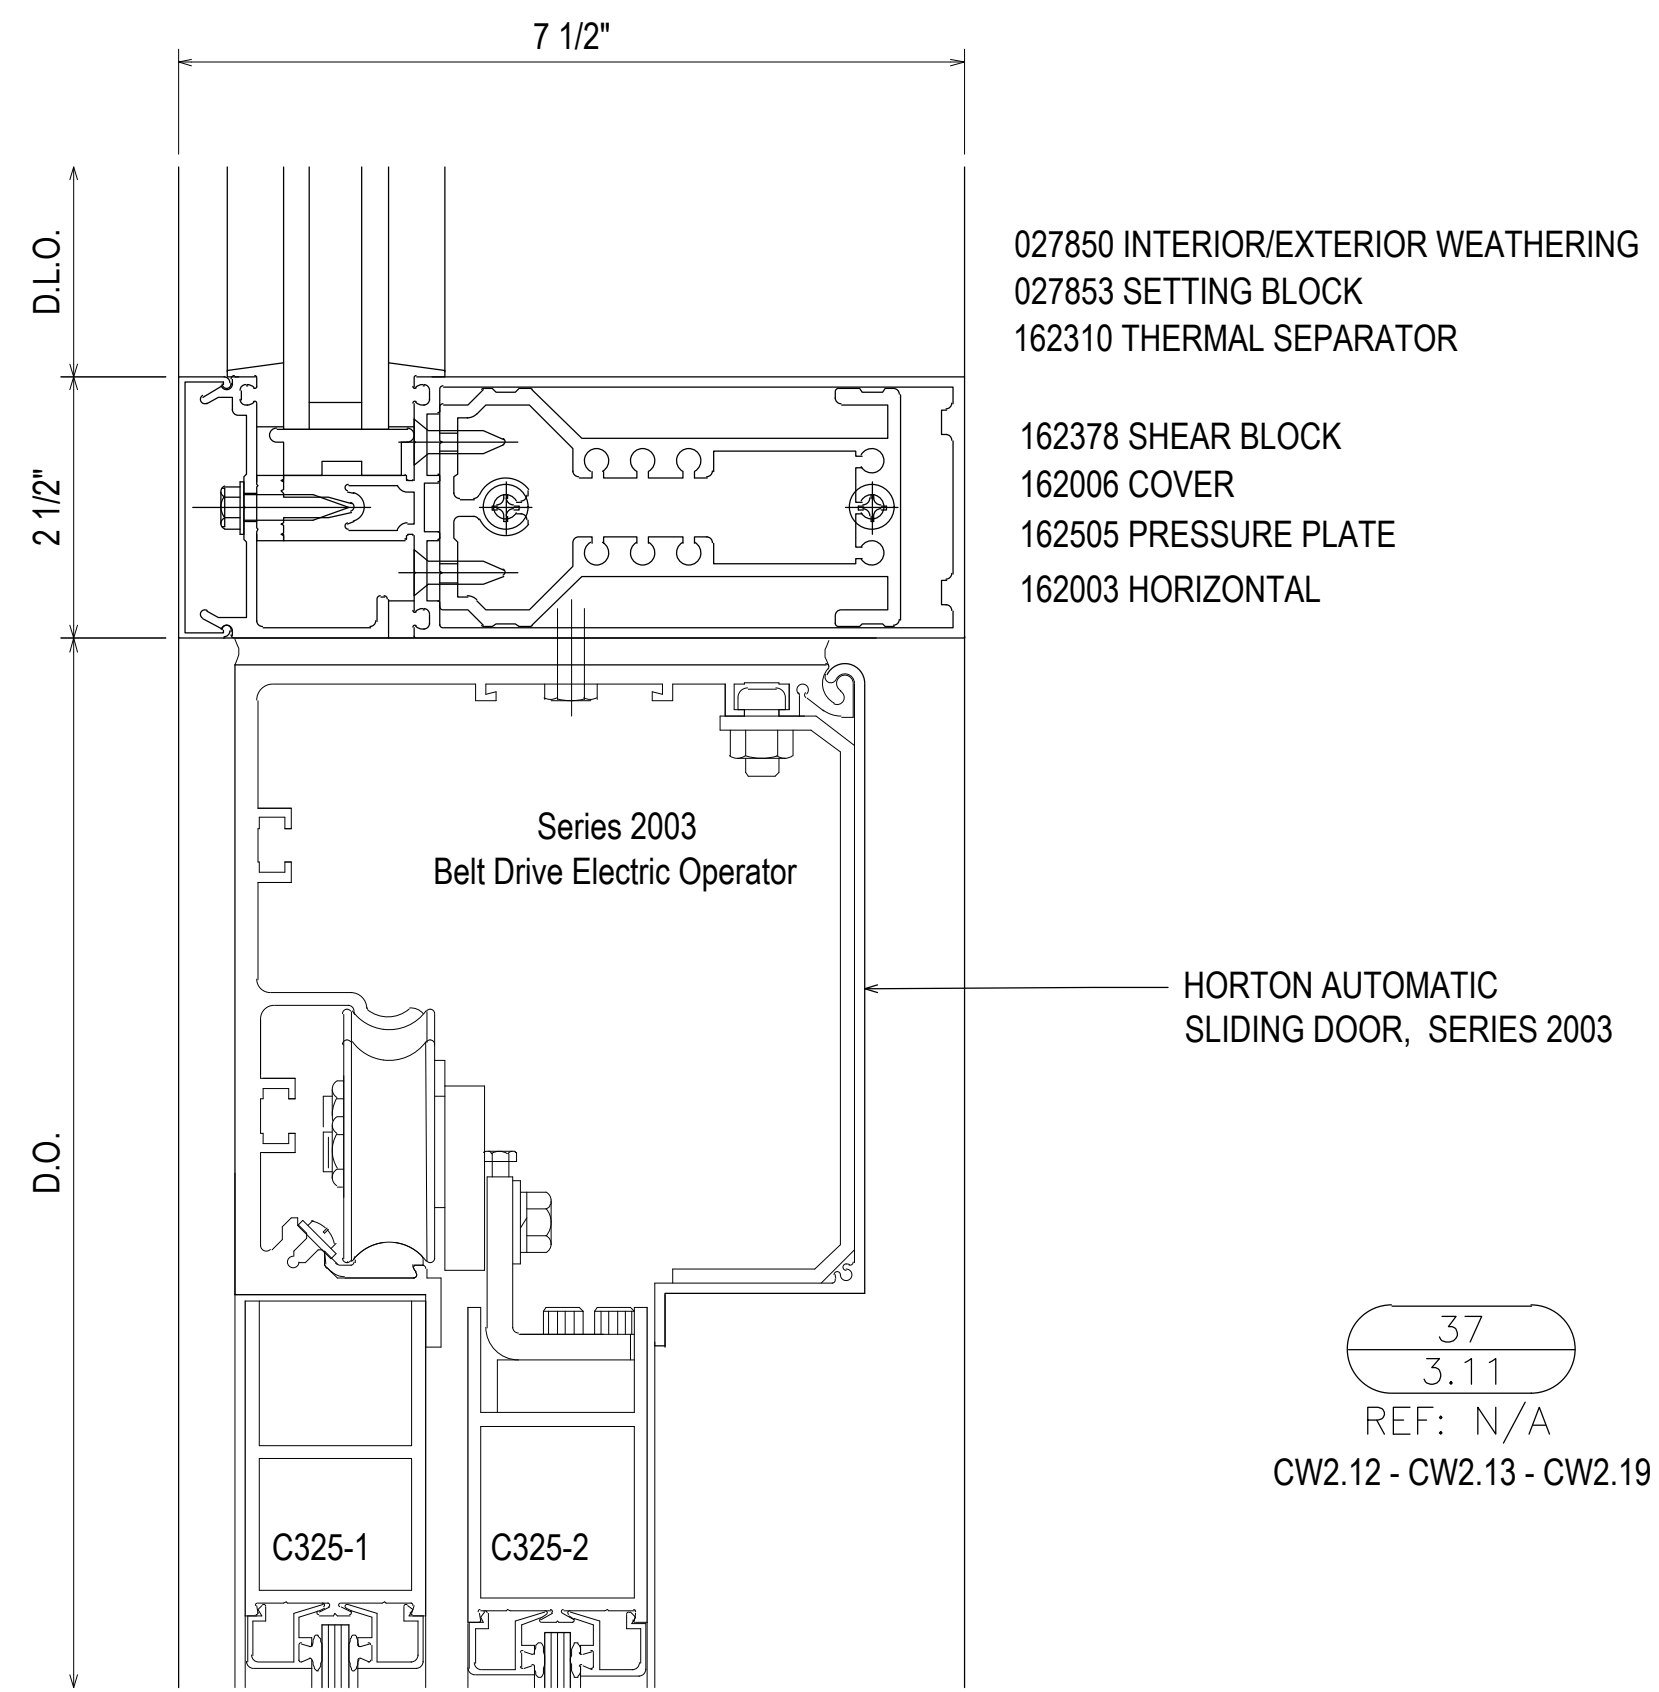 7 1/2"
D.L.O.
027850 INTERIOR/EXTERIOR WEATHERING
027853 SETTING BLOCK
162310 THERMAL SEPARATOR
2 1/2"
162378 SHEAR BLOCK
162006 COVER
162505 PRESSURE PLATE
162003 HORIZONTAL
Series 2003
Belt Drive Electric Operator
HORTON AUTOMATIC
SLIDING DOOR, SERIES 2003
D.O.
37
3.11
REF: N/A
CW2.12 - CW2.13 - CW2.19
C325-1
C325-2